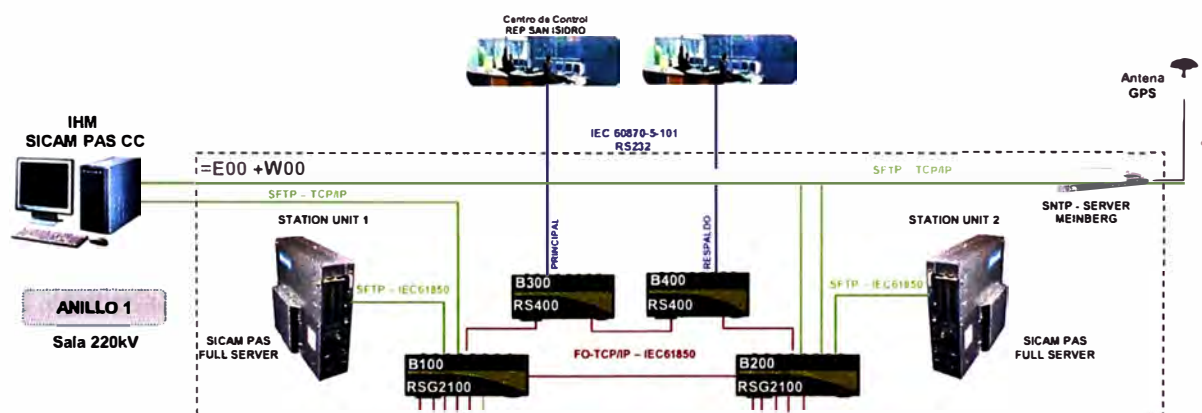 Centro de Control
REP SAN ISIDRO
Antena
GPS
IHM
SICAM PAS CC
IEC 60870-5-101
RS232
=E00 +W00
SFTP - TCP/IP
SFTP - TCP/IP
SNTP - SERVER
MEINBERG
STATION UNIT 1
STATION UNIT 2
PRINCIPAL
RESPALDO
B300
RS400
B400
RS400
SFTP - IEC61850
SFTP - IEC61850
ANILLO 1
Sala 220kV
SICAM PAS
FULL SERVER
SICAM PAS
FULL SERVER
FO-TCP/IP – IEC61850
B100
RSG2100
B200
RSG2100